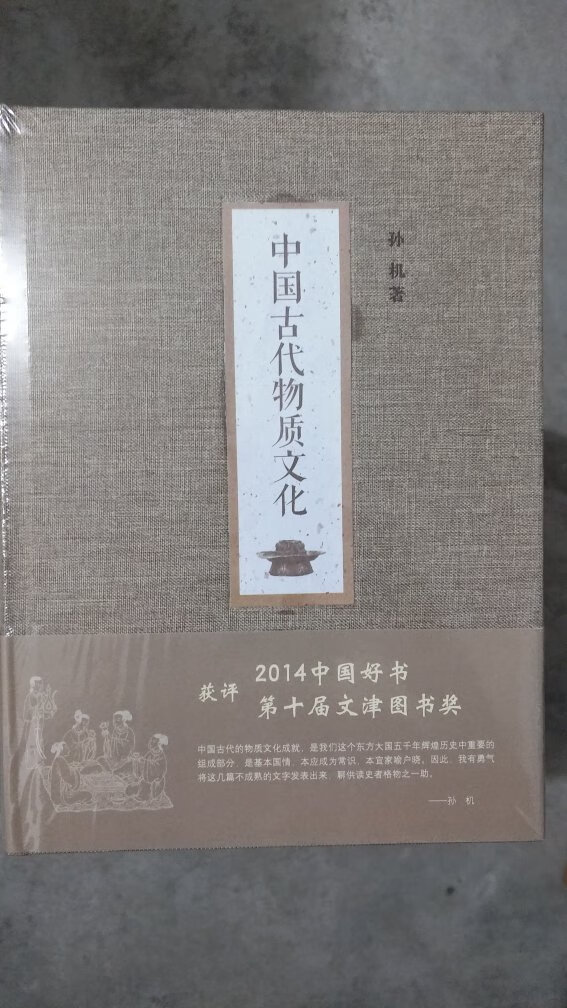 孙机著
中国古代物质文化
获评
2014中国好书
第十届文津图书奖
中国古代的物质文化成就，是我们这个东方大国五千年辉煌历史中重要的
组成部分，是基本国情，本应成为常识，本宜家喻户晓。因此，我有勇气
将这几篇不成熟的文字发表出来，聊供读史者格物之一助。
——孙 机